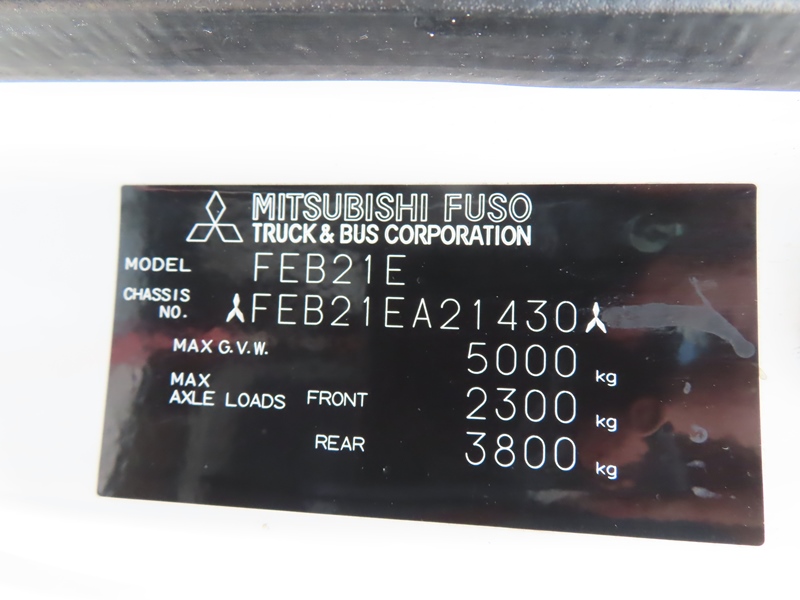 MITSUBISHI FUSO
TRUCK & BUS CORPORATION
MODEL FEB21E
CHASSIS NO. FEB21EA21430
MAX G.V.W. 5000 kg
MAX AXLE LOADS FRONT 2300 kg
REAR 3800 kg